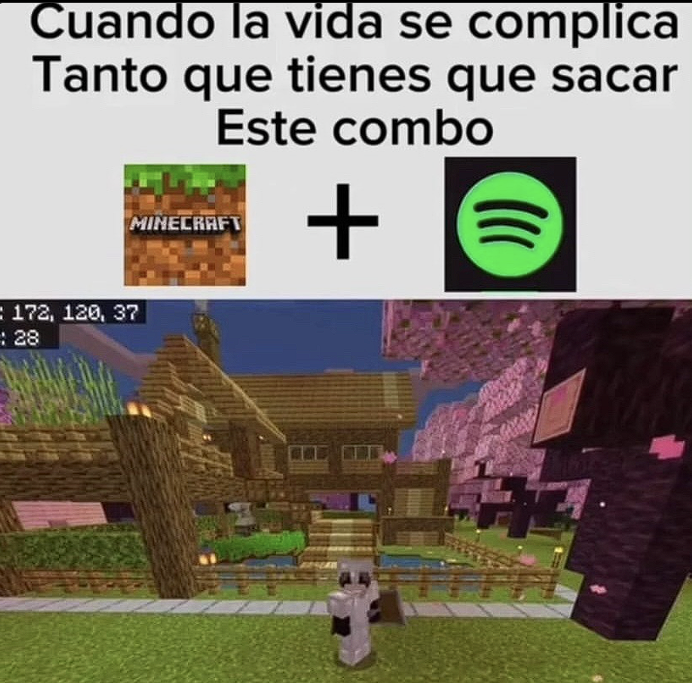 Cuando la vida se complica
Tanto que tienes que sacar
Este combo
MINECRAFT
+
: 172, 120, 37
: 28